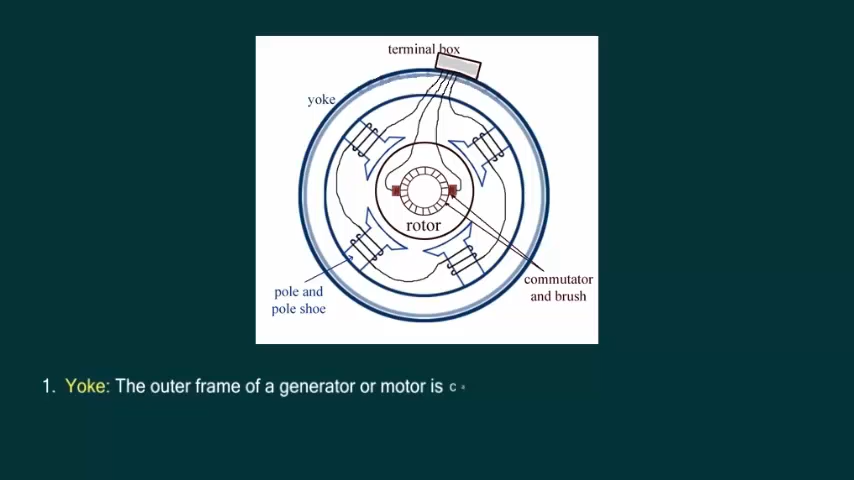 terminal box
yoke
rotor
commutator
and brush
pole and
pole shoe
1. Yoke: The outer frame of a generator or motor is c